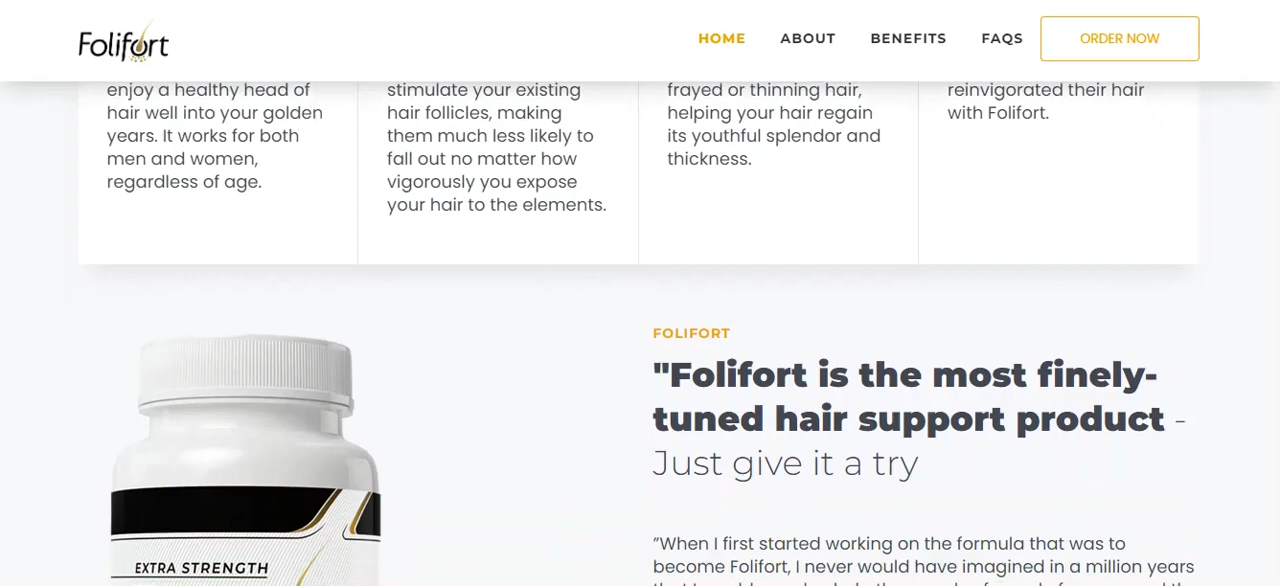 Folifort
HOME
ABOUT
BENEFITS
FAQS
ORDER NOW
enjoy a healthy head of
hair well into your golden
years. It works for both
men and women,
regardless of age.
stimulate your existing
hair follicles, making
them much less likely to
fall out no matter how
vigorously you expose
your hair to the elements.
frayed or thinning hair,
helping your hair regain
its youthful splendor and
thickness.
reinvigorated their hair
with Folifort.
FOLIFORT
"Folifort is the most finely-
tuned hair support product -
Just give it a try
"When I first started working on the formula that was to
become Folifort, I never would have imagined in a million years
EXTRA STRENGTH